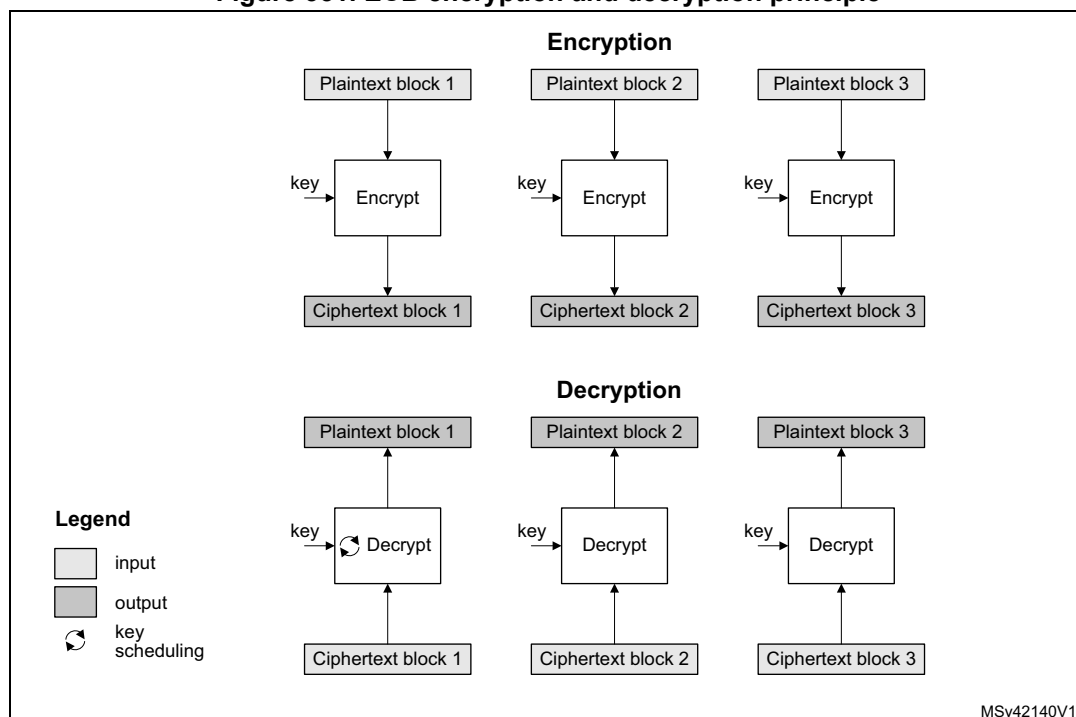 Encryption
Plaintext block 1
Plaintext block 2
Plaintext block 3
key
Encrypt
key
Encrypt
key
Encrypt
Ciphertext block 1
Ciphertext block 2
Ciphertext block 3
Decryption
Plaintext block 1
Plaintext block 2
Plaintext block 3
Legend
input
output
key
scheduling
key
Decrypt
key
Decrypt
key
Decrypt
Ciphertext block 1
Ciphertext block 2
Ciphertext block 3
MSv42140V1